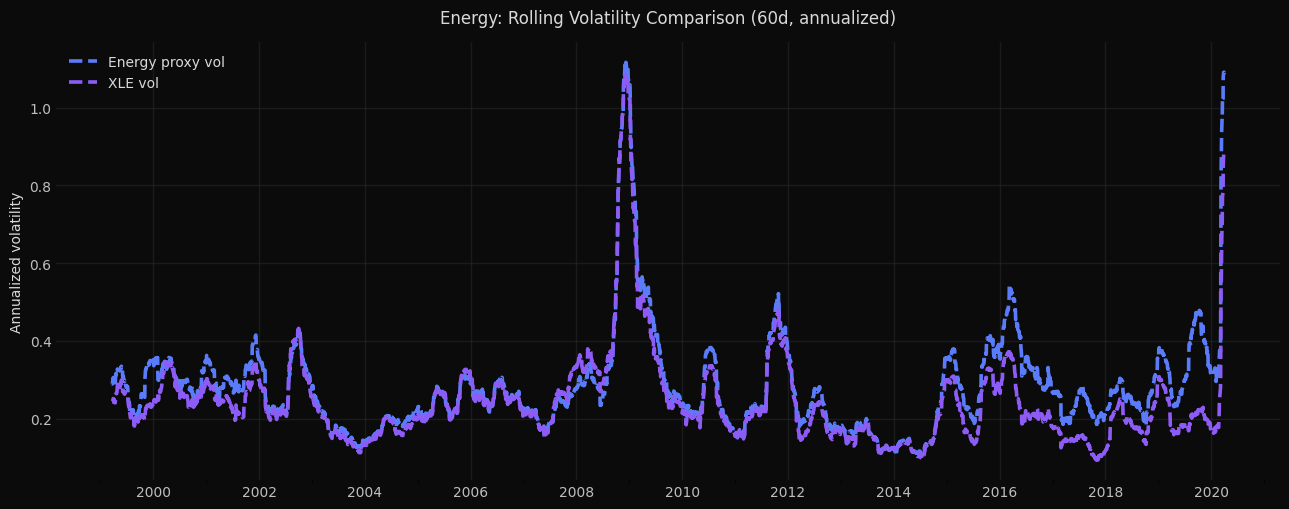 Energy: Rolling Volatility Comparison (60d, annualized)
Energy proxy vol
XLE vol
Annualized volatility
1.0
0.8
0.6
0.4
0.2
2000 2002 2004 2006 2008 2010 2012 2014 2016 2018 2020